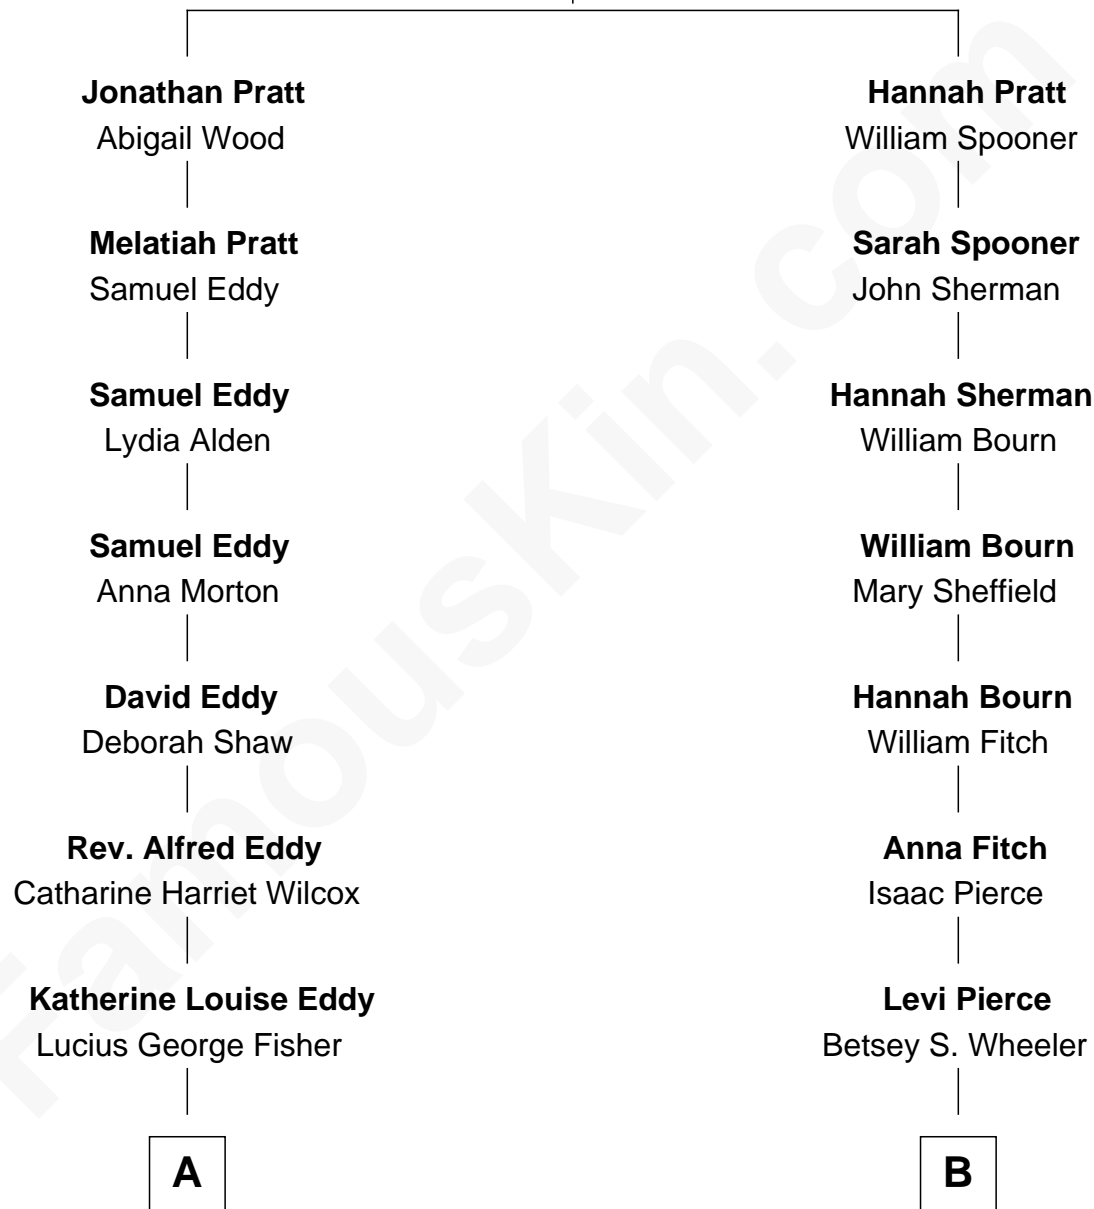 Jonathan Pratt
Abigail Wood
Melatiah Pratt
Samuel Eddy
Samuel Eddy
Lydia Alden
Samuel Eddy
Anna Morton
David Eddy
Deborah Shaw
Rev. Alfred Eddy
Catharine Harriet Wilcox
Katherine Louise Eddy
Lucius George Fisher
A
Hannah Pratt
William Spooner
Sarah Spooner
John Sherman
Hannah Sherman
William Bourn
William Bourn
Mary Sheffield
Hannah Bourn
William Fitch
Anna Fitch
Isaac Pierce
Levi Pierce
Betsey S. Wheeler
B
FamousKin.com